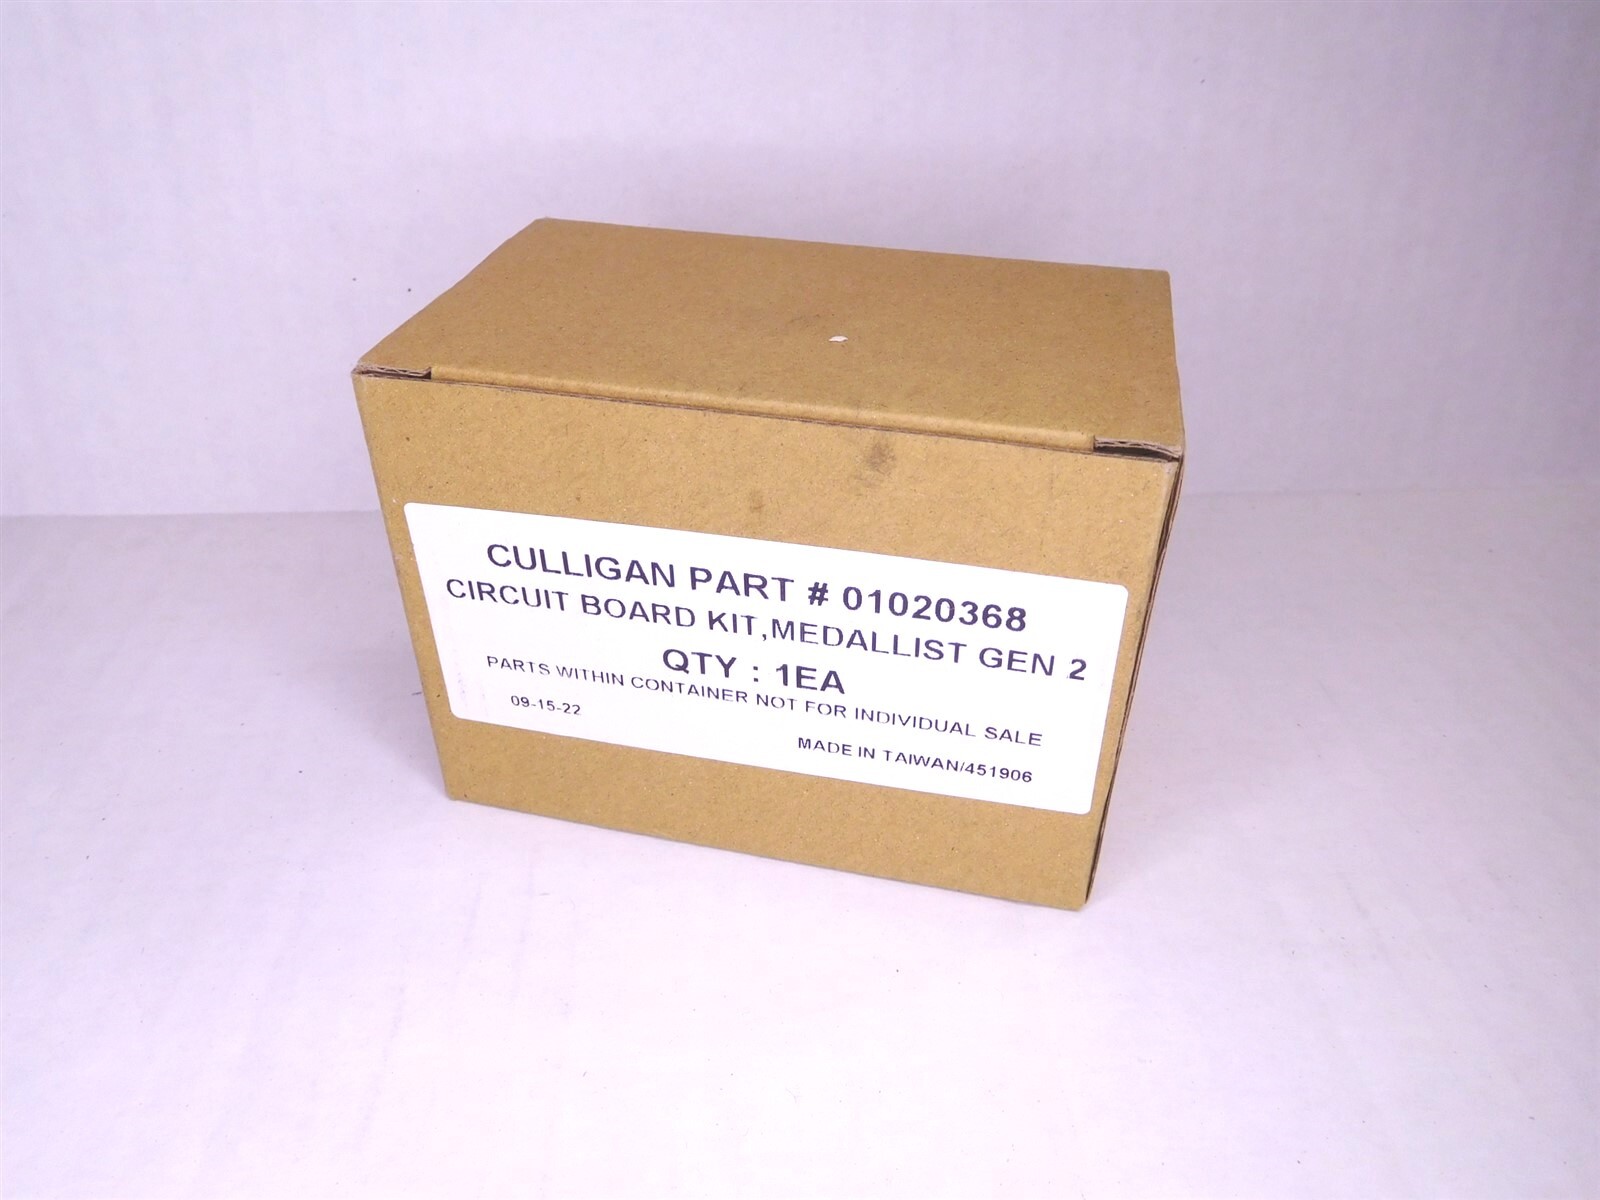 CULLIGAN PART # 01020368
CIRCUIT BOARD KIT,MEDALLIST GEN 2
QTY : 1EA
PARTS WITHIN CONTAINER NOT FOR INDIVIDUAL SALE
09-15-22
MADE IN TAIWAN/451906